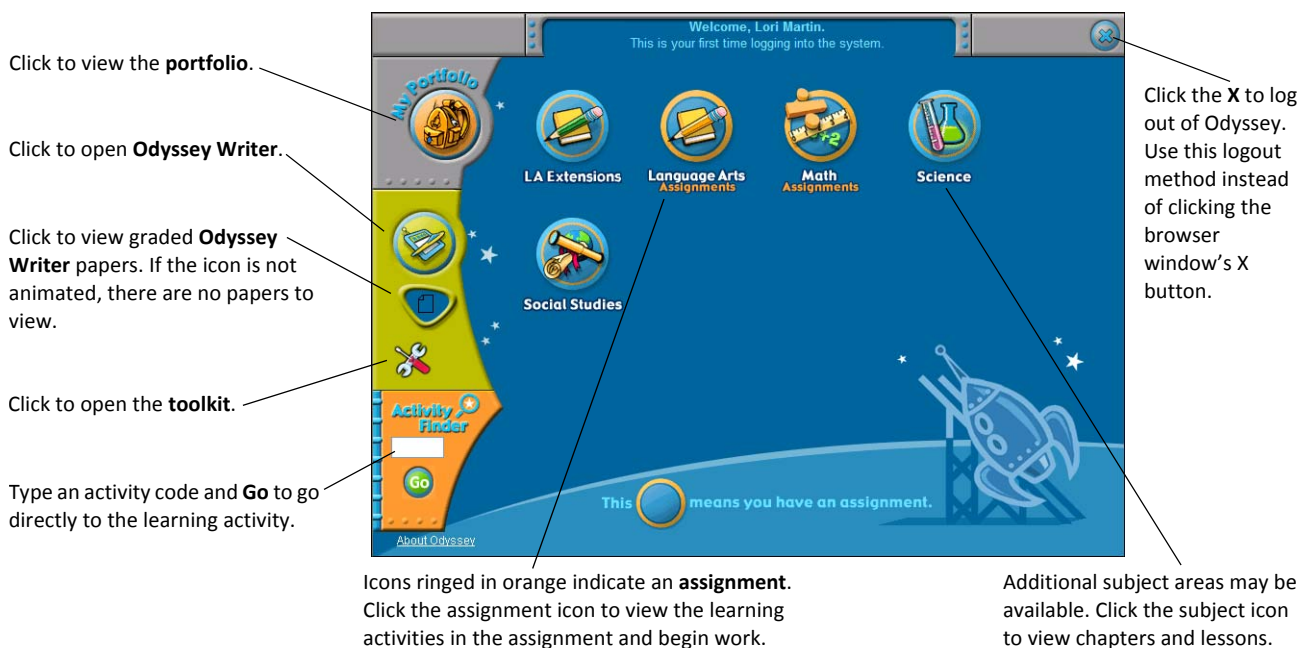 Welcome, Lori Martin.
This is your first time logging into the system.
Click to view the portfolio.
My Portfolio
Click the X to log
out of Odyssey.
Use this logout
method instead
of clicking the
browser
window's X
button.
Click to open Odyssey Writer.
LA Extensions
Language Arts
Assignments
Math
Assignments
Science
+2
Click to view graded Odyssey
Writer papers. If the icon is not
animated, there are no papers to
view.
Social Studies
Click to open the toolkit.
Activity
Finder
Go
Type an activity code and Go to go
directly to the learning activity.
This means you have an assignment.
About Odyssey
Icons ringed in orange indicate an assignment.
Click the assignment icon to view the learning
activities in the assignment and begin work.
Additional subject areas may be
available. Click the subject icon
to view chapters and lessons.